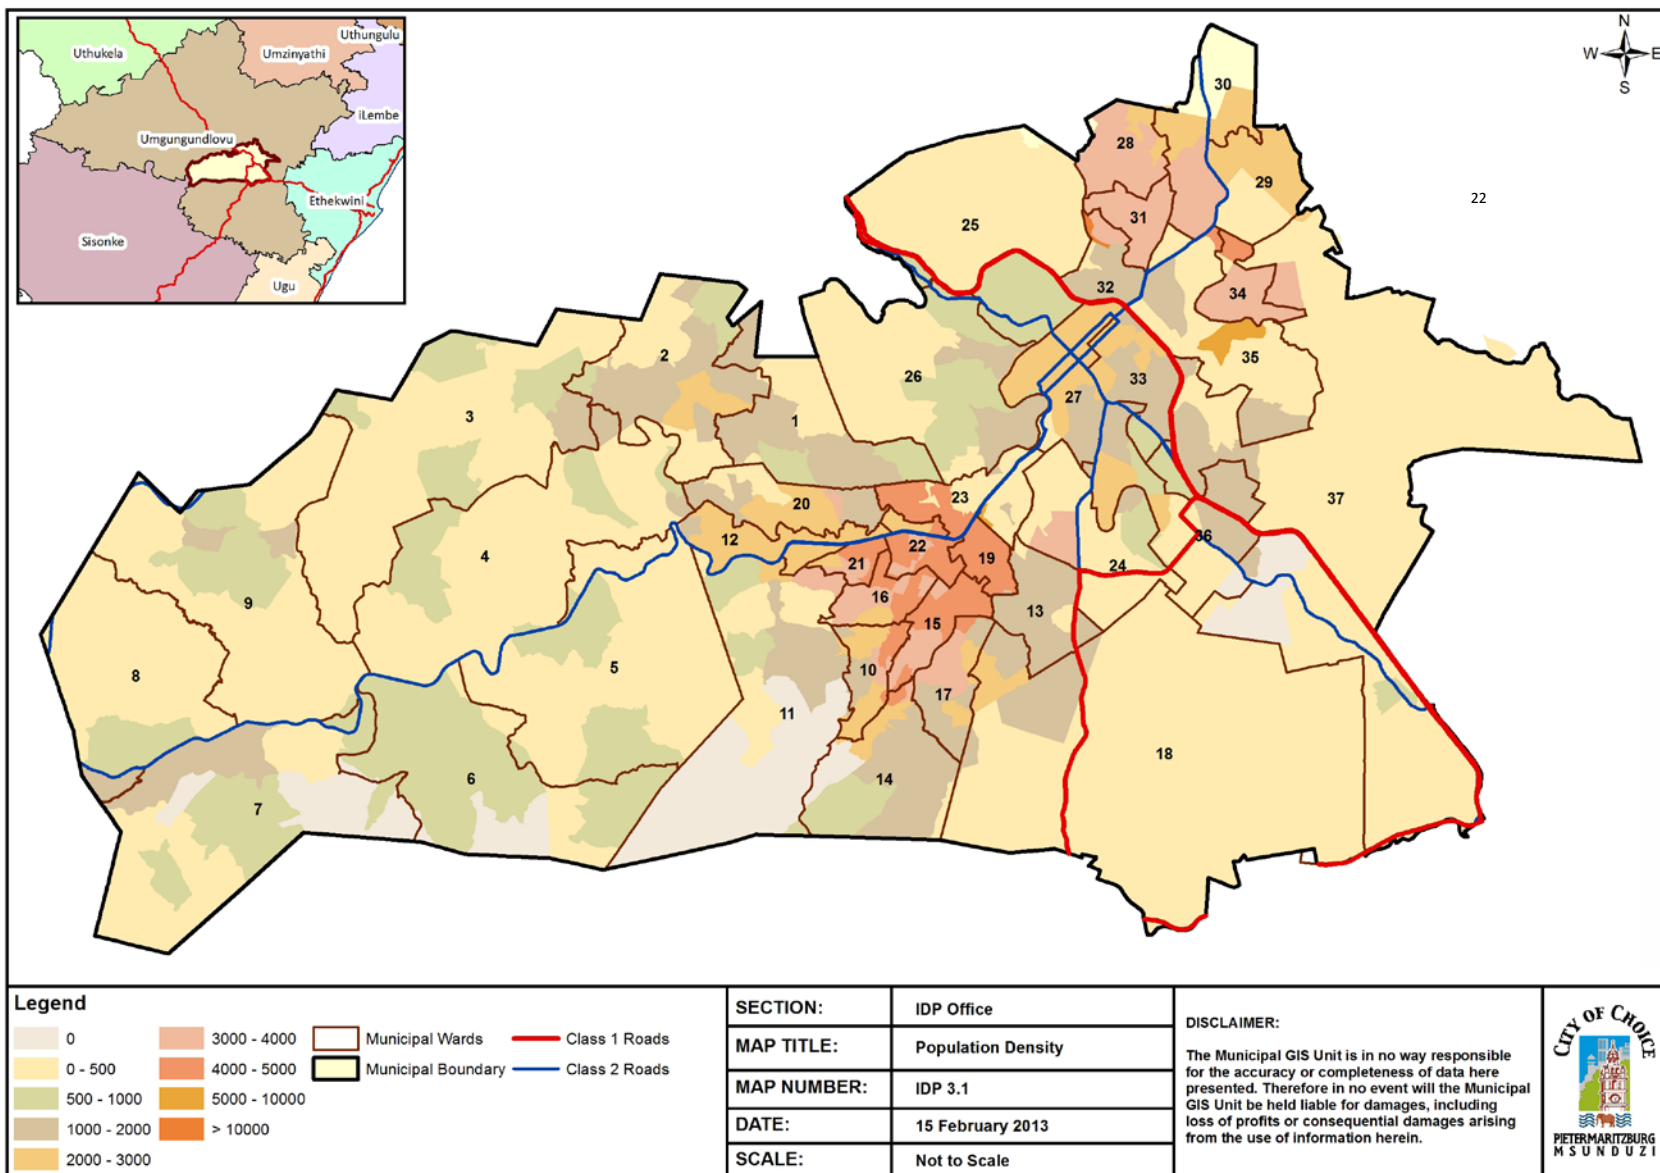 Uthungulu
Uthukela
Umzinyathi
iLembe
Umgungundlovu
Ethekwini
Sisonke
Ugu
N
W
E
S
30
28
29
22
31
25
34
32
35
2
26
33
27
3
1
37
23
20
12
22
19
36
4
21
24
16
13
9
15
10
5
8
17
11
18
6
14
7
Legend
0
0 - 500
500 - 1000
1000 - 2000
2000 - 3000
3000 - 4000
4000 - 5000
5000 - 10000
> 10000
Municipal Wards
Municipal Boundary
Class 1 Roads
Class 2 Roads
SECTION: IDP Office
MAP TITLE: Population Density
MAP NUMBER: IDP 3.1
DATE: 15 February 2013
SCALE: Not to Scale
DISCLAIMER:
The Municipal GIS Unit is in no way responsible
for the accuracy or completeness of data here
presented. Therefore in no event will the Municipal
GIS Unit be held liable for damages, including
loss of profits or consequential damages arising
from the use of information herein.
CITY OF CHOICE
PIETERMARITZBURG
MSUNDUZI